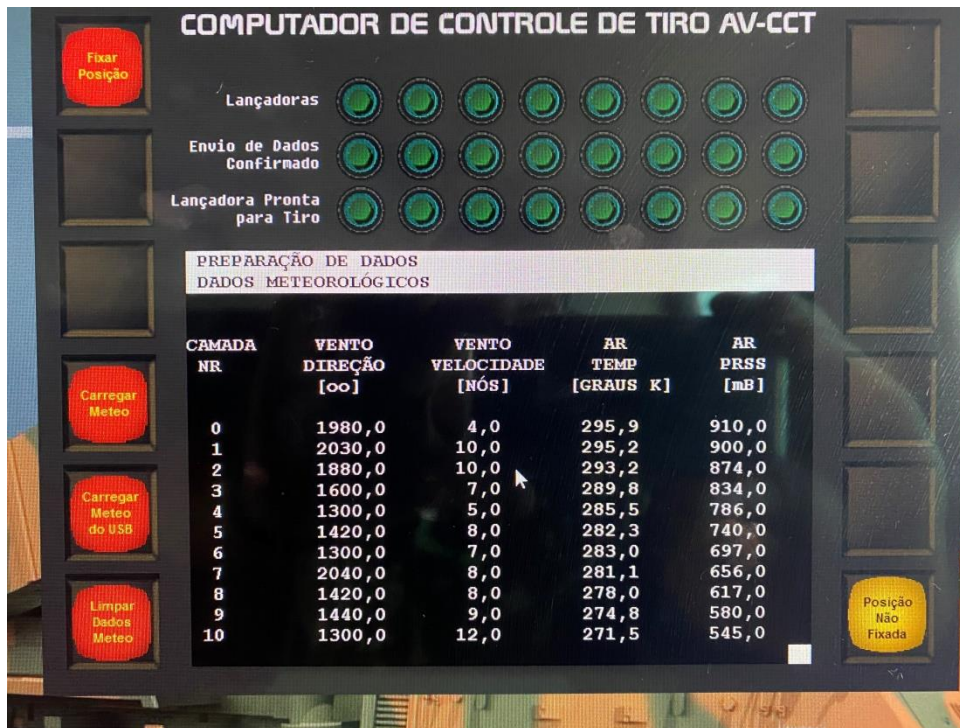 COMPUTADOR DE CONTROLE DE TIRO AV-CCT
Fixar
Posição
Lançadoras
Envio de Dados
Confirmado
Lançadora Pronta
para Tiro
PREPARAÇÃO DE DADOS
DADOS METEOROLÓGICOS
CAMADA VENTO VENTO AR AR
NR DIREÇÃO VELOCIDADE TEMP PRSS
[oo] [NÓS] [GRAUS K] [mB]
0 1980,0 4,0 295,9 910,0
1 2030,0 10,0 295,2 900,0
2 1880,0 10,0 293,2 874,0
3 1600,0 7,0 289,8 834,0
4 1300,0 5,0 285,5 786,0
5 1420,0 8,0 282,3 740,0
6 1300,0 7,0 283,0 697,0
7 2040,0 8,0 281,1 656,0
8 1420,0 8,0 278,0 617,0
9 1440,0 9,0 274,8 580,0
10 1300,0 12,0 271,5 545,0
Carregar
Meteo
Carregar
Meteo
do USB
Limpar
Dados
Meteo
Posição
Não
Fixada